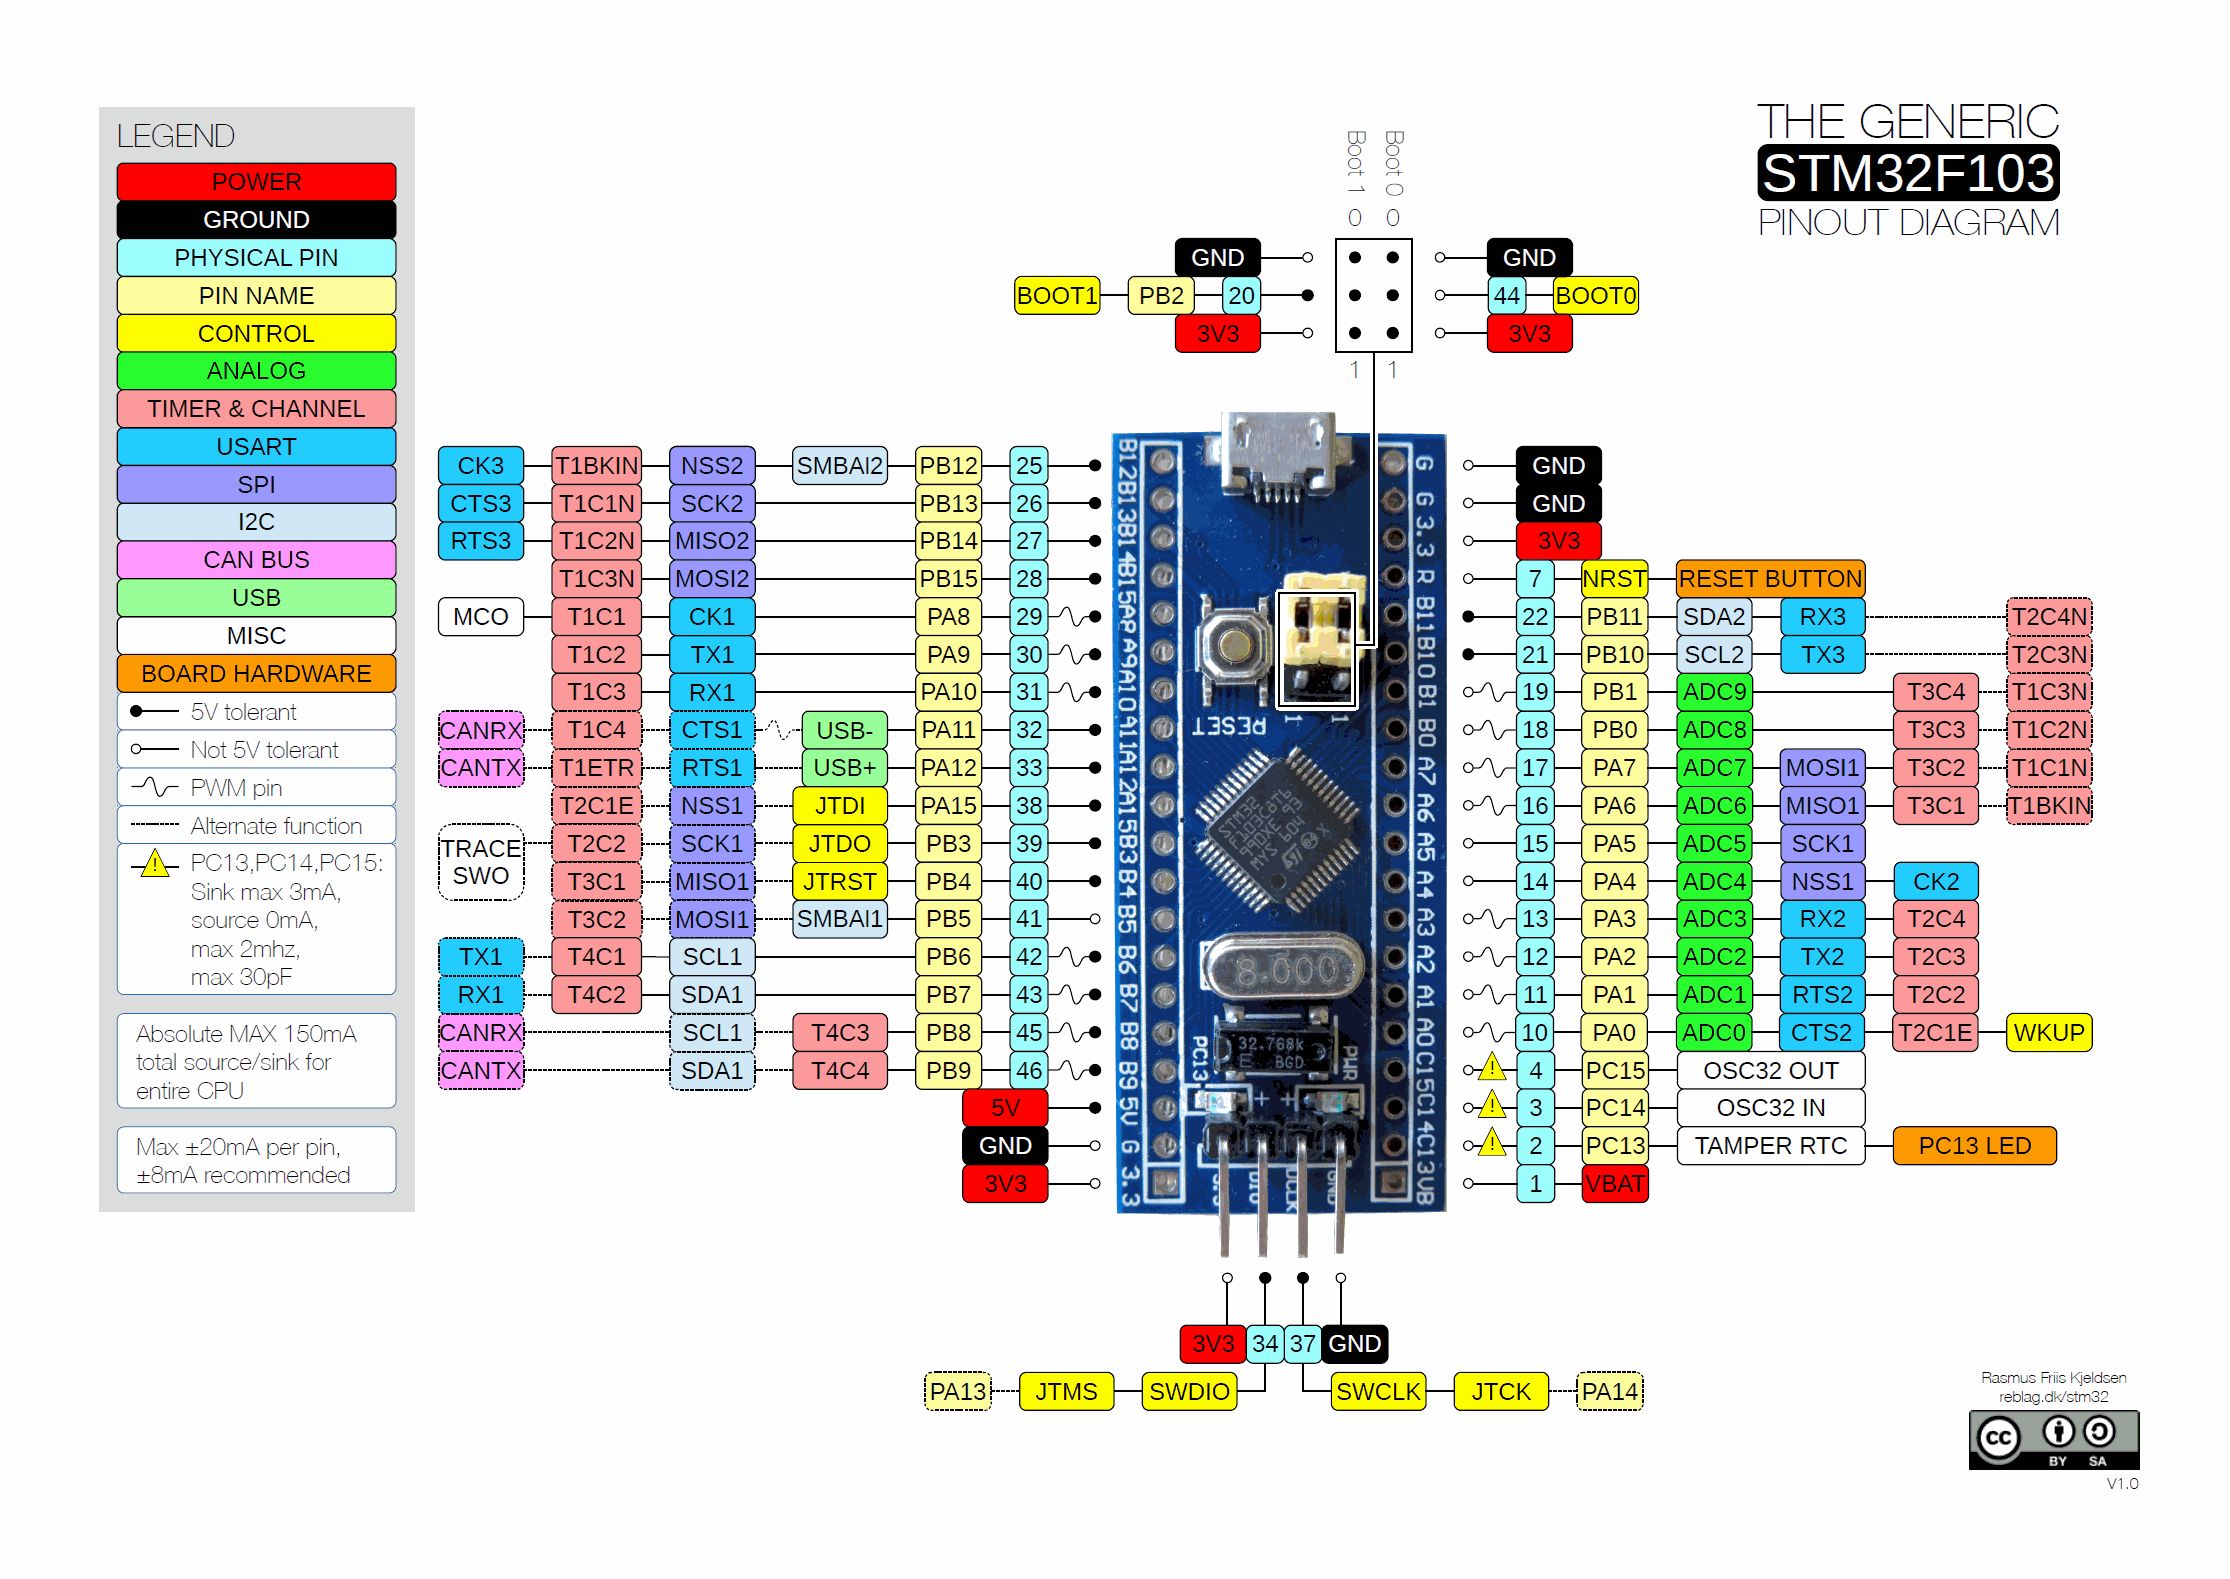 LEGEND
POWER
GROUND
PHYSICAL PIN
PIN NAME
CONTROL
ANALOG
TIMER & CHANNEL
USART
SPI
I2C
CAN BUS
USB
MISC
BOARD HARDWARE
5V tolerant
Not 5V tolerant
PWM pin
Alternate function
PC13,PC14,PC15:
Sink max 3mA,
source 0mA,
max 2mhz,
max 30pF
Absolute MAX 150mA
total source/sink for
entire CPU
Max ±20mA per pin,
±8mA recommended
THE GENERIC
STM32F103
PINOUT DIAGRAM
Boot 1 Boot 0
0 0
GND GND
BOOT1 PB2 20 44 BOOT0
3V3 3V3
1 1
CK3 T1BKIN NSS2 SMBAI2 PB12 25
CTS3 T1C1N SCK2 PB13 26
RTS3 T1C2N MISO2 PB14 27
T1C3N MOSI2 PB15 28
MCO T1C1 CK1 PA8 29
T1C2 TX1 PA9 30
T1C3 RX1 PA10 31
CANRX T1C4 CTS1 USB- PA11 32
CANTX T1ETR RTS1 USB+ PA12 33
T2C1E NSS1 JTDI PA15 38
TRACE
SWO
T2C2 SCK1 JTDO PB3 39
T3C1 MISO1 JTRST PB4 40
T3C2 MOSI1 SMBAI1 PB5 41
TX1 T4C1 SCL1 PB6 42
RX1 T4C2 SDA1 PB7 43
CANRX SCL1 T4C3 PB8 45
CANTX SDA1 T4C4 PB9 46
5V
GND
3V3
B12 B13 B14 B15 A8 A9 A10 A11 A12 A15 B3 B4 B5 B6 B7 B8 B9 5V G 3.3
RESET
1 1
8.000
PC13
PWR
32.768k
E BGD
G G 3.3 R B11 B10 B1 B0 A7 A6 A5 A4 A3 A2 A1 A0 C15 C14 C13 VB
GND
GND
3V3
7 NRST RESET BUTTON
22 PB11 SDA2 RX3 T2C4N
21 PB10 SCL2 TX3 T2C3N
19 PB1 ADC9 T3C4 T1C3N
18 PB0 ADC8 T3C3 T1C2N
17 PA7 ADC7 MOSI1 T3C2 T1C1N
16 PA6 ADC6 MISO1 T3C1 T1BKIN
15 PA5 ADC5 SCK1
14 PA4 ADC4 NSS1 CK2
13 PA3 ADC3 RX2 T2C4
12 PA2 ADC2 TX2 T2C3
11 PA1 ADC1 RTS2 T2C2
10 PA0 ADC0 CTS2 T2C1E WKUP
! 4 PC15 OSC32 OUT
! 3 PC14 OSC32 IN
! 2 PC13 TAMPER RTC PC13 LED
1 VBAT
3V3 34 37 GND
PA13 JTMS SWDIO SWCLK JTCK PA14
Rasmus Friis Kjeldsen
reblag.dk/stm32
cc
BY SA
V1.0